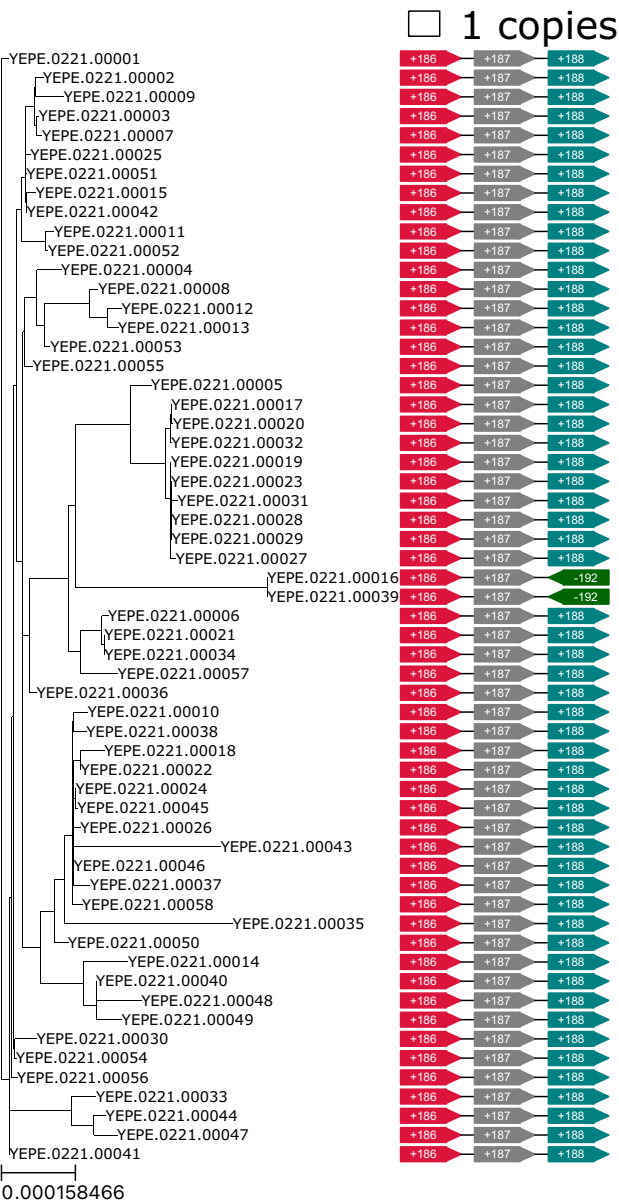 1 copies
YEPE.0221.00001 +186 +187 +188
YEPE.0221.00002 +186 +187 +188
YEPE.0221.00009 +186 +187 +188
YEPE.0221.00003 +186 +187 +188
YEPE.0221.00007 +186 +187 +188
YEPE.0221.00025 +186 +187 +188
YEPE.0221.00051 +186 +187 +188
YEPE.0221.00015 +186 +187 +188
YEPE.0221.00042 +186 +187 +188
YEPE.0221.00011 +186 +187 +188
YEPE.0221.00052 +186 +187 +188
YEPE.0221.00004 +186 +187 +188
YEPE.0221.00008 +186 +187 +188
YEPE.0221.00012 +186 +187 +188
YEPE.0221.00013 +186 +187 +188
YEPE.0221.00053 +186 +187 +188
YEPE.0221.00055 +186 +187 +188
YEPE.0221.00005 +186 +187 +188
YEPE.0221.00017 +186 +187 +188
YEPE.0221.00020 +186 +187 +188
YEPE.0221.00032 +186 +187 +188
YEPE.0221.00019 +186 +187 +188
YEPE.0221.00023 +186 +187 +188
YEPE.0221.00031 +186 +187 +188
YEPE.0221.00028 +186 +187 +188
YEPE.0221.00029 +186 +187 +188
YEPE.0221.00027 +186 +187 +188
YEPE.0221.00016 +186 +187 -192
YEPE.0221.00039 +186 +187 -192
YEPE.0221.00006 +186 +187 +188
YEPE.0221.00021 +186 +187 +188
YEPE.0221.00034 +186 +187 +188
YEPE.0221.00057 +186 +187 +188
YEPE.0221.00036 +186 +187 +188
YEPE.0221.00010 +186 +187 +188
YEPE.0221.00038 +186 +187 +188
YEPE.0221.00018 +186 +187 +188
YEPE.0221.00022 +186 +187 +188
YEPE.0221.00024 +186 +187 +188
YEPE.0221.00045 +186 +187 +188
YEPE.0221.00026 +186 +187 +188
YEPE.0221.00043 +186 +187 +188
YEPE.0221.00046 +186 +187 +188
YEPE.0221.00037 +186 +187 +188
YEPE.0221.00058 +186 +187 +188
YEPE.0221.00035 +186 +187 +188
YEPE.0221.00050 +186 +187 +188
YEPE.0221.00014 +186 +187 +188
YEPE.0221.00040 +186 +187 +188
YEPE.0221.00048 +186 +187 +188
YEPE.0221.00049 +186 +187 +188
YEPE.0221.00030 +186 +187 +188
YEPE.0221.00054 +186 +187 +188
YEPE.0221.00056 +186 +187 +188
YEPE.0221.00033 +186 +187 +188
YEPE.0221.00044 +186 +187 +188
YEPE.0221.00047 +186 +187 +188
YEPE.0221.00041 +186 +187 +188
0.000158466